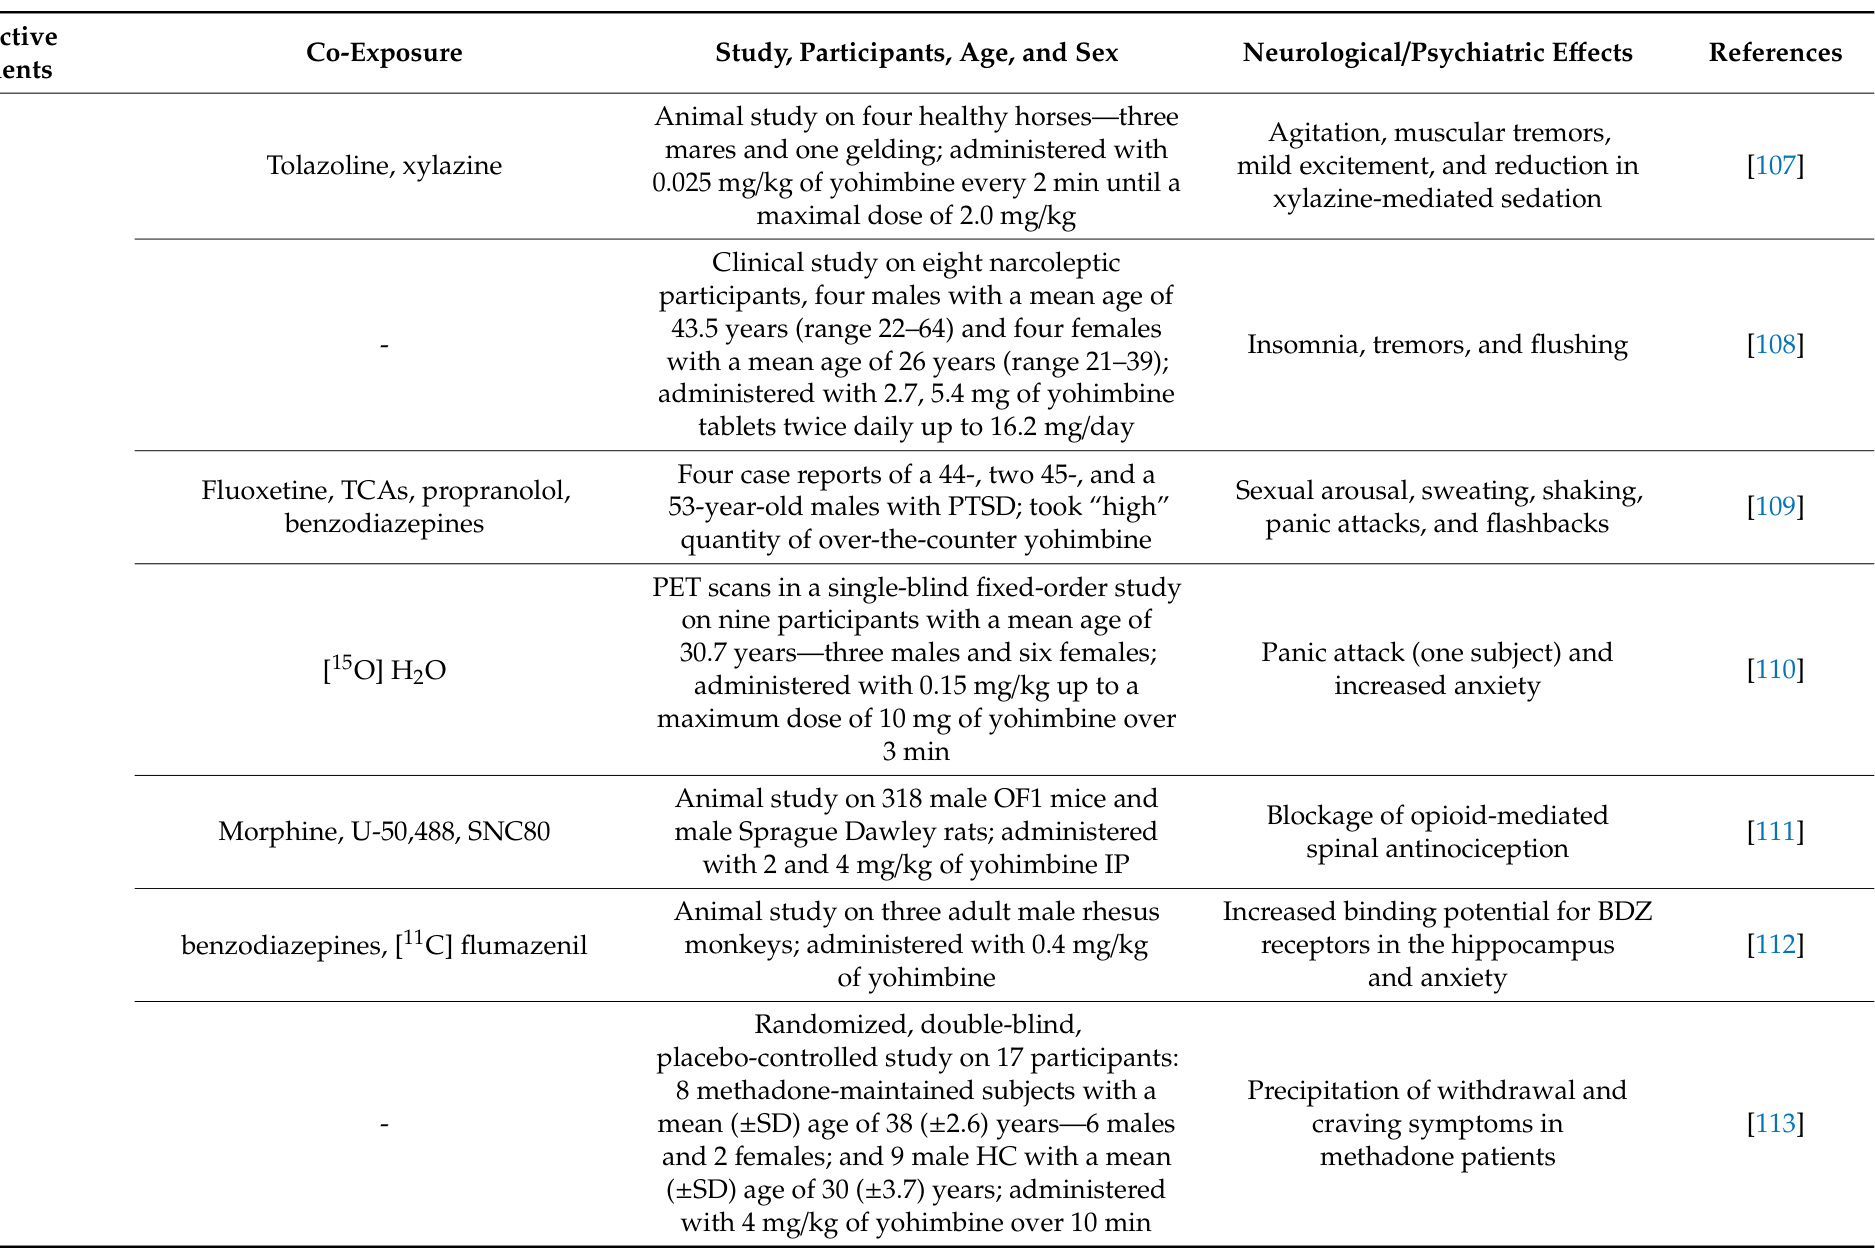 ctive
ents
Co-Exposure
Study, Participants, Age, and Sex
Neurological/Psychiatric Effects
References
Tolazoline, xylazine
Animal study on four healthy horses—three
mares and one gelding; administered with
0.025 mg/kg of yohimbine every 2 min until a
maximal dose of 2.0 mg/kg
Agitation, muscular tremors,
mild excitement, and reduction in
xylazine-mediated sedation
[107]
-
Clinical study on eight narcoleptic
participants, four males with a mean age of
43.5 years (range 22–64) and four females
with a mean age of 26 years (range 21–39);
administered with 2.7, 5.4 mg of yohimbine
tablets twice daily up to 16.2 mg/day
Insomnia, tremors, and flushing
[108]
Fluoxetine, TCAs, propranolol,
benzodiazepines
Four case reports of a 44-, two 45-, and a
53-year-old males with PTSD; took “high”
quantity of over-the-counter yohimbine
Sexual arousal, sweating, shaking,
panic attacks, and flashbacks
[109]
[¹⁵O] H₂O
PET scans in a single-blind fixed-order study
on nine participants with a mean age of
30.7 years—three males and six females;
administered with 0.15 mg/kg up to a
maximum dose of 10 mg of yohimbine over
3 min
Panic attack (one subject) and
increased anxiety
[110]
Morphine, U-50,488, SNC80
Animal study on 318 male OF1 mice and
male Sprague Dawley rats; administered
with 2 and 4 mg/kg of yohimbine IP
Blockage of opioid-mediated
spinal antinociception
[111]
benzodiazepines, [¹¹C] flumazenil
Animal study on three adult male rhesus
monkeys; administered with 0.4 mg/kg
of yohimbine
Increased binding potential for BDZ
receptors in the hippocampus
and anxiety
[112]
-
Randomized, double-blind,
placebo-controlled study on 17 participants:
8 methadone-maintained subjects with a
mean (±SD) age of 38 (±2.6) years—6 males
and 2 females; and 9 male HC with a mean
(±SD) age of 30 (±3.7) years; administered
with 4 mg/kg of yohimbine over 10 min
Precipitation of withdrawal and
craving symptoms in
methadone patients
[113]